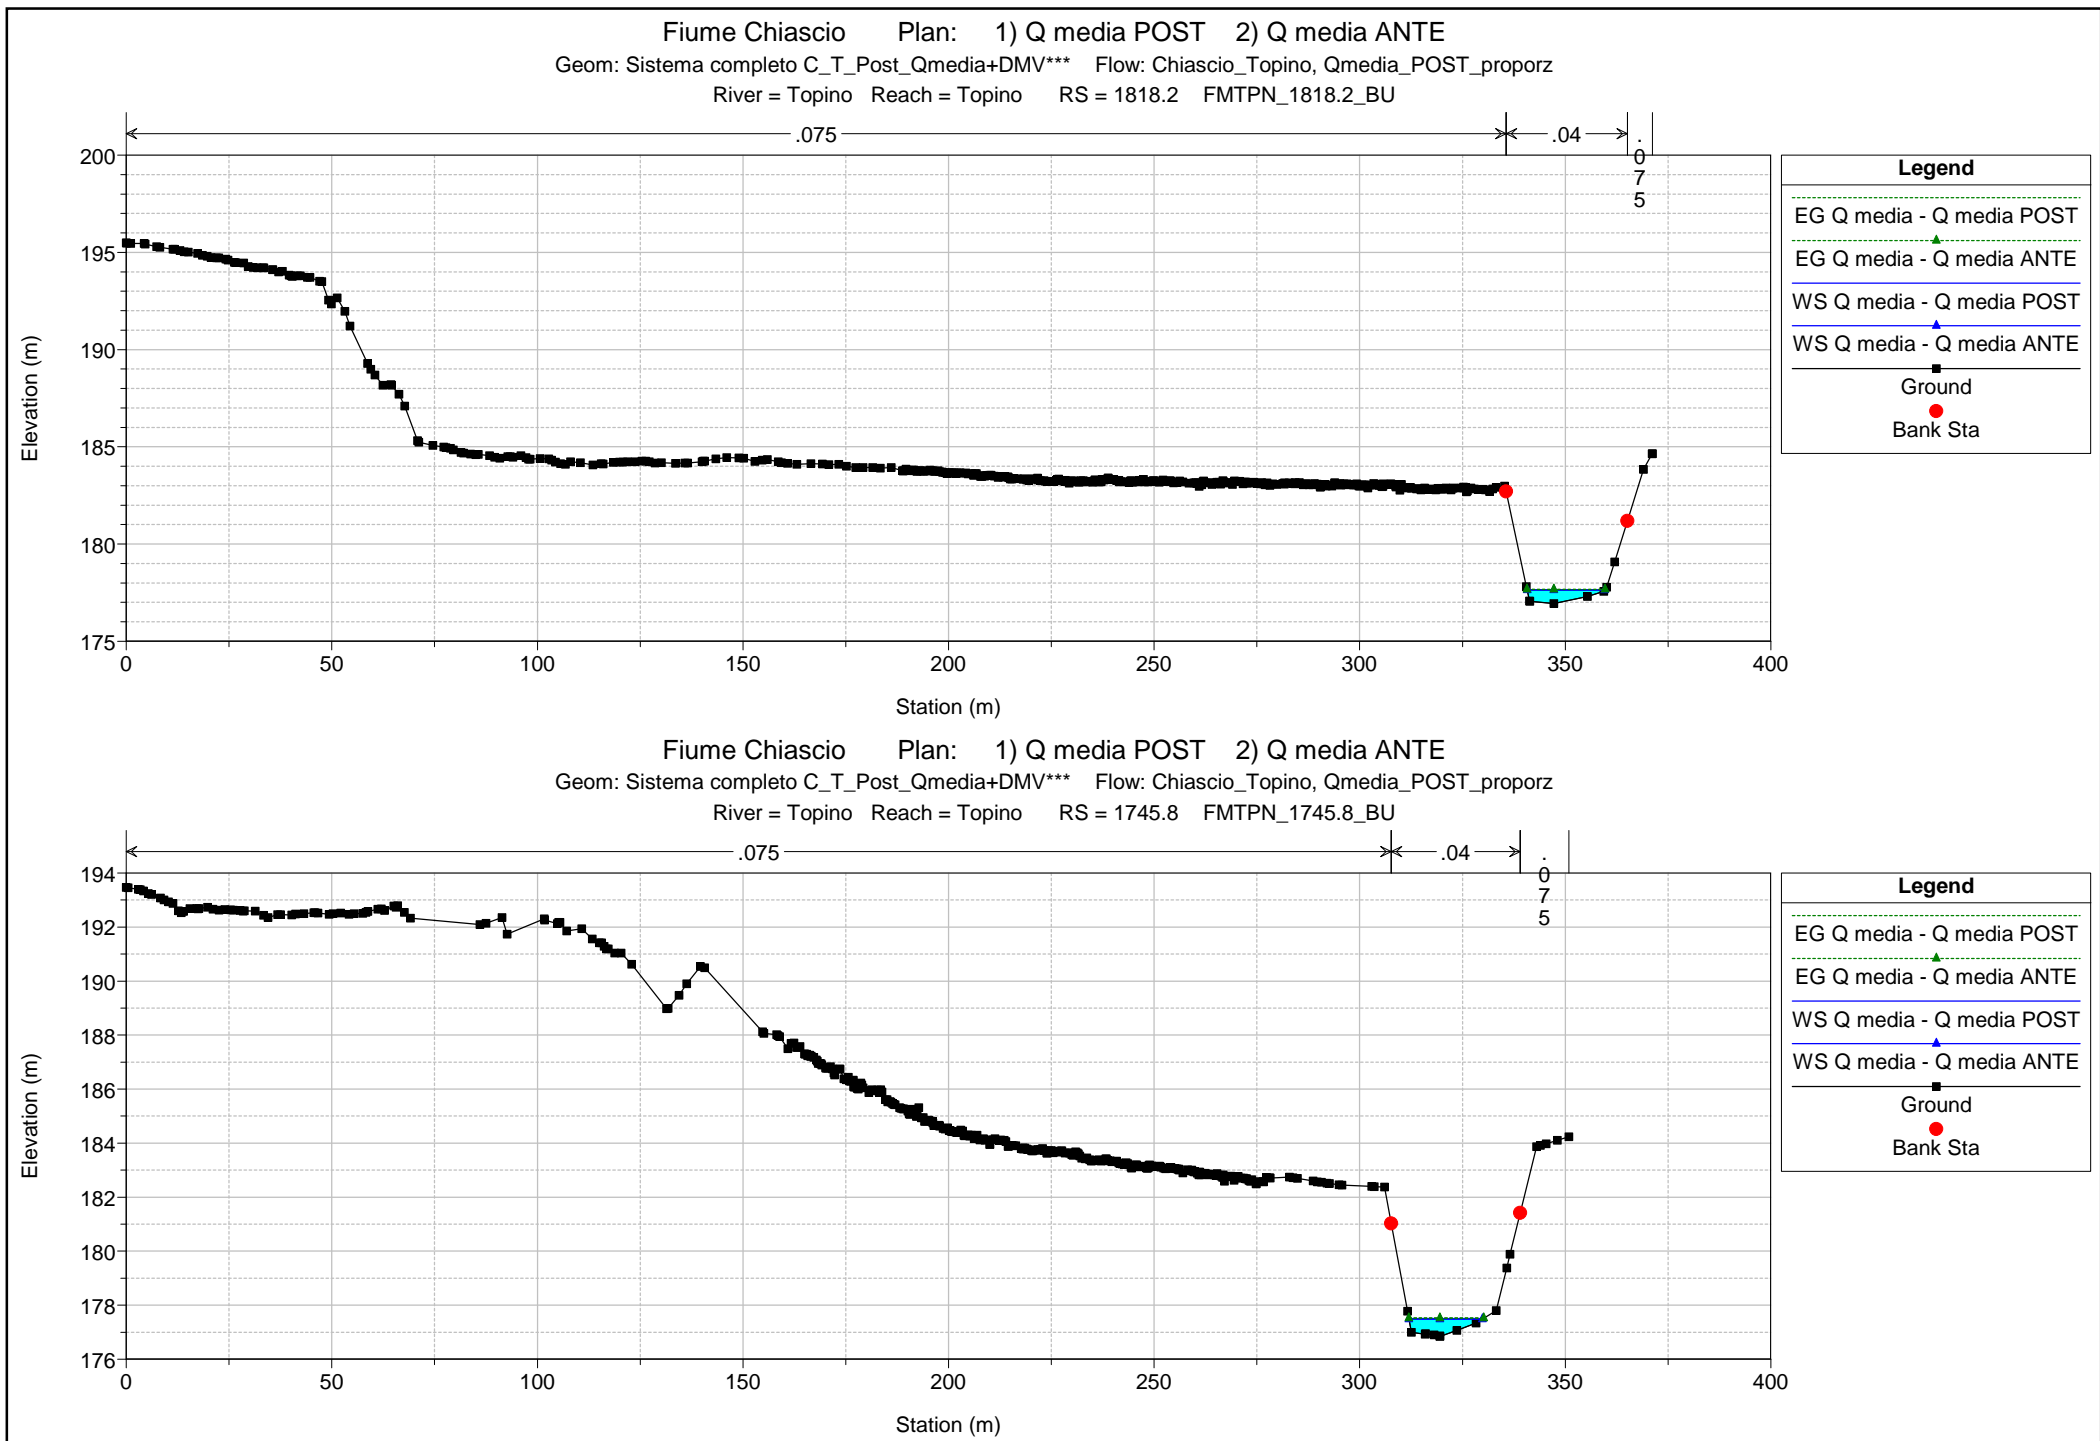 Fiume Chiascio Plan: 1) Q media POST 2) Q media ANTE
Geom: Sistema completo C_T_Post_Qmedia+DMV*** Flow: Chiascio_Topino, Qmedia_POST_proporz
River = Topino Reach = Topino RS = 1818.2 FMTPN_1818.2_BU
.075 .04 .075
200
195
190
185
180
175
Elevation (m)
0 50 100 150 200 250 300 350 400
Station (m)
Legend
EG Q media - Q media POST
EG Q media - Q media ANTE
WS Q media - Q media POST
WS Q media - Q media ANTE
Ground
Bank Sta
Fiume Chiascio Plan: 1) Q media POST 2) Q media ANTE
Geom: Sistema completo C_T_Post_Qmedia+DMV*** Flow: Chiascio_Topino, Qmedia_POST_proporz
River = Topino Reach = Topino RS = 1745.8 FMTPN_1745.8_BU
.075 .04 .075
194
192
190
188
186
184
182
180
178
176
Elevation (m)
0 50 100 150 200 250 300 350 400
Station (m)
Legend
EG Q media - Q media POST
EG Q media - Q media ANTE
WS Q media - Q media POST
WS Q media - Q media ANTE
Ground
Bank Sta